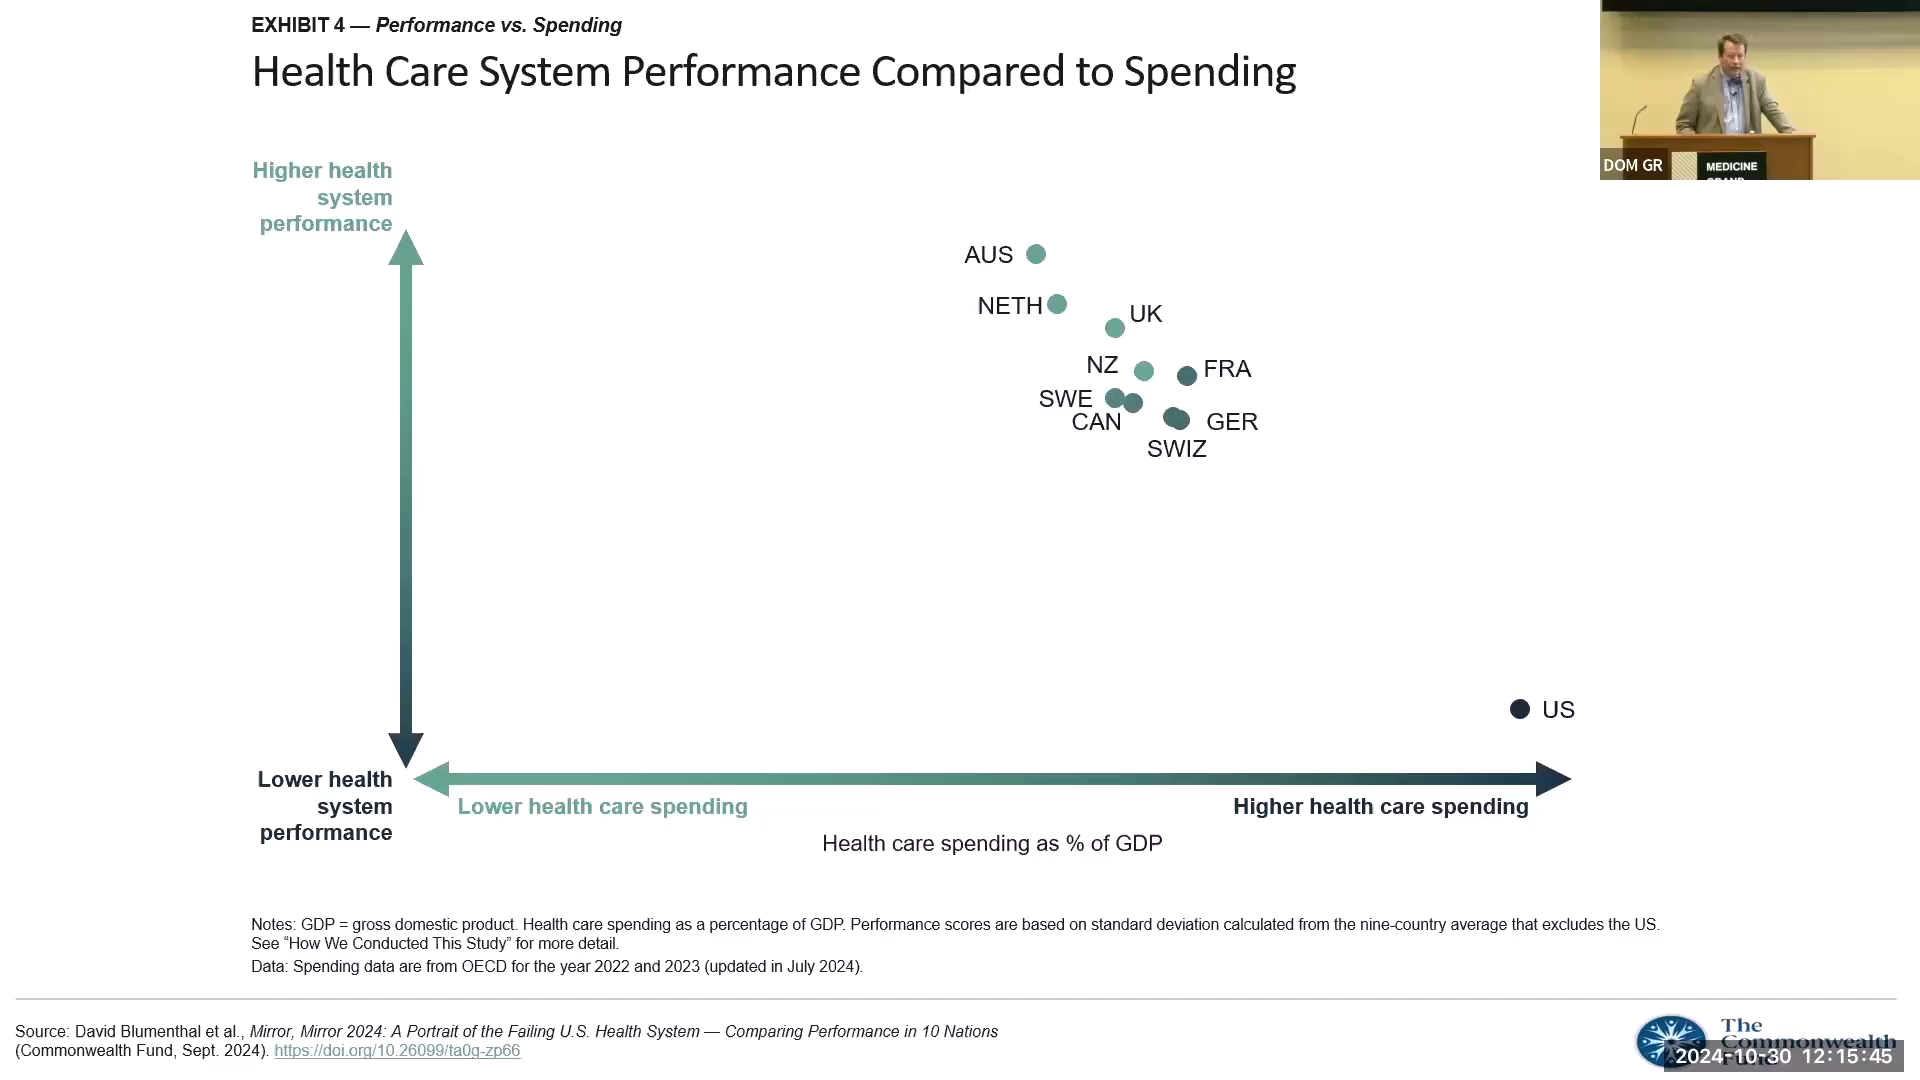 EXHIBIT 4 — Performance vs. Spending
Health Care System Performance Compared to Spending
DOM GR
MEDICINE
GRAND
Higher health
system
performance
AUS
NETH
UK
NZ
FRA
SWE
CAN
GER
SWIZ
US
Lower health
system
performance
Lower health care spending
Higher health care spending
Health care spending as % of GDP
Notes: GDP = gross domestic product. Health care spending as a percentage of GDP. Performance scores are based on standard deviation calculated from the nine-country average that excludes the US.
See “How We Conducted This Study” for more detail.
Data: Spending data are from OECD for the year 2022 and 2023 (updated in July 2024).
Source: David Blumenthal et al., Mirror, Mirror 2024: A Portrait of the Failing U.S. Health System — Comparing Performance in 10 Nations
(Commonwealth Fund, Sept. 2024). https://doi.org/10.26099/ta0g-zp66
The
Commonwealth
Fund
2024-10-30 12:15:45